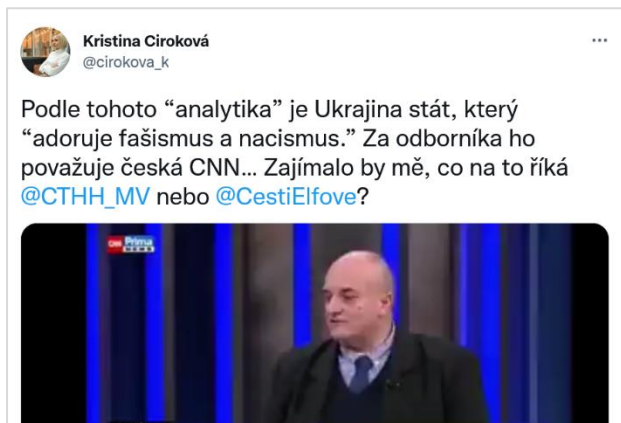 Kristina Ciroková
@cirokova_k
Podle tohoto “analytika” je Ukrajina stát, který
“adoruje fašismus a nacismus.” Za odborníka ho
považuje česká CNN... Zajímalo by mě, co na to říká
@CTHH_MV nebo @CestiElfove?
CNN Prima
NEWS